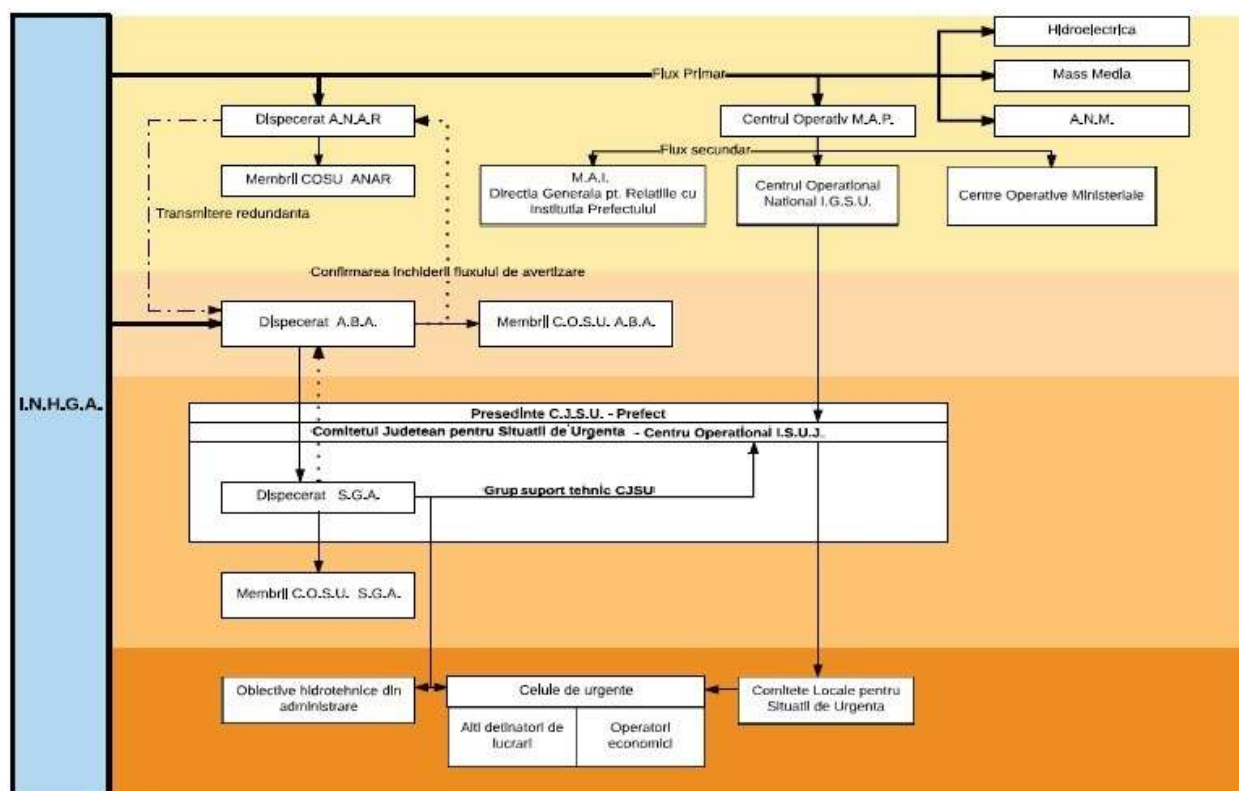 I.N.H.G.A.
Hidroelectrica
Flux Primar
Mass Media
Dispecerat A.N.A.R
Centrul Operativ M.A.P.
A.N.M.
Flux secundar
Membrii COSU ANAR
M.A.I.
Directia Generala pt. Relatiile cu
Institutia Prefectului
Centrul Operational
National I.G.S.U.
Centre Operative Ministeriale
Transmitere redundanta
Confirmarea inchiderii fluxului de avertizare
Dispecerat A.B.A.
Membrii C.O.S.U. A.B.A.
Presedinte C.J.S.U. - Prefect
Comitetul Judetean pentru Situatii de Urgenta - Centru Operational I.S.U.J.
Dispecerat S.G.A.
Grup suport tehnic CJSU
Membrii C.O.S.U. S.G.A.
Obiective hidrotehnice din
administrare
Celule de urgente
Alti detinatori de
lucrari
Operatori
economici
Comitete Locale pentru
Situatii de Urgenta